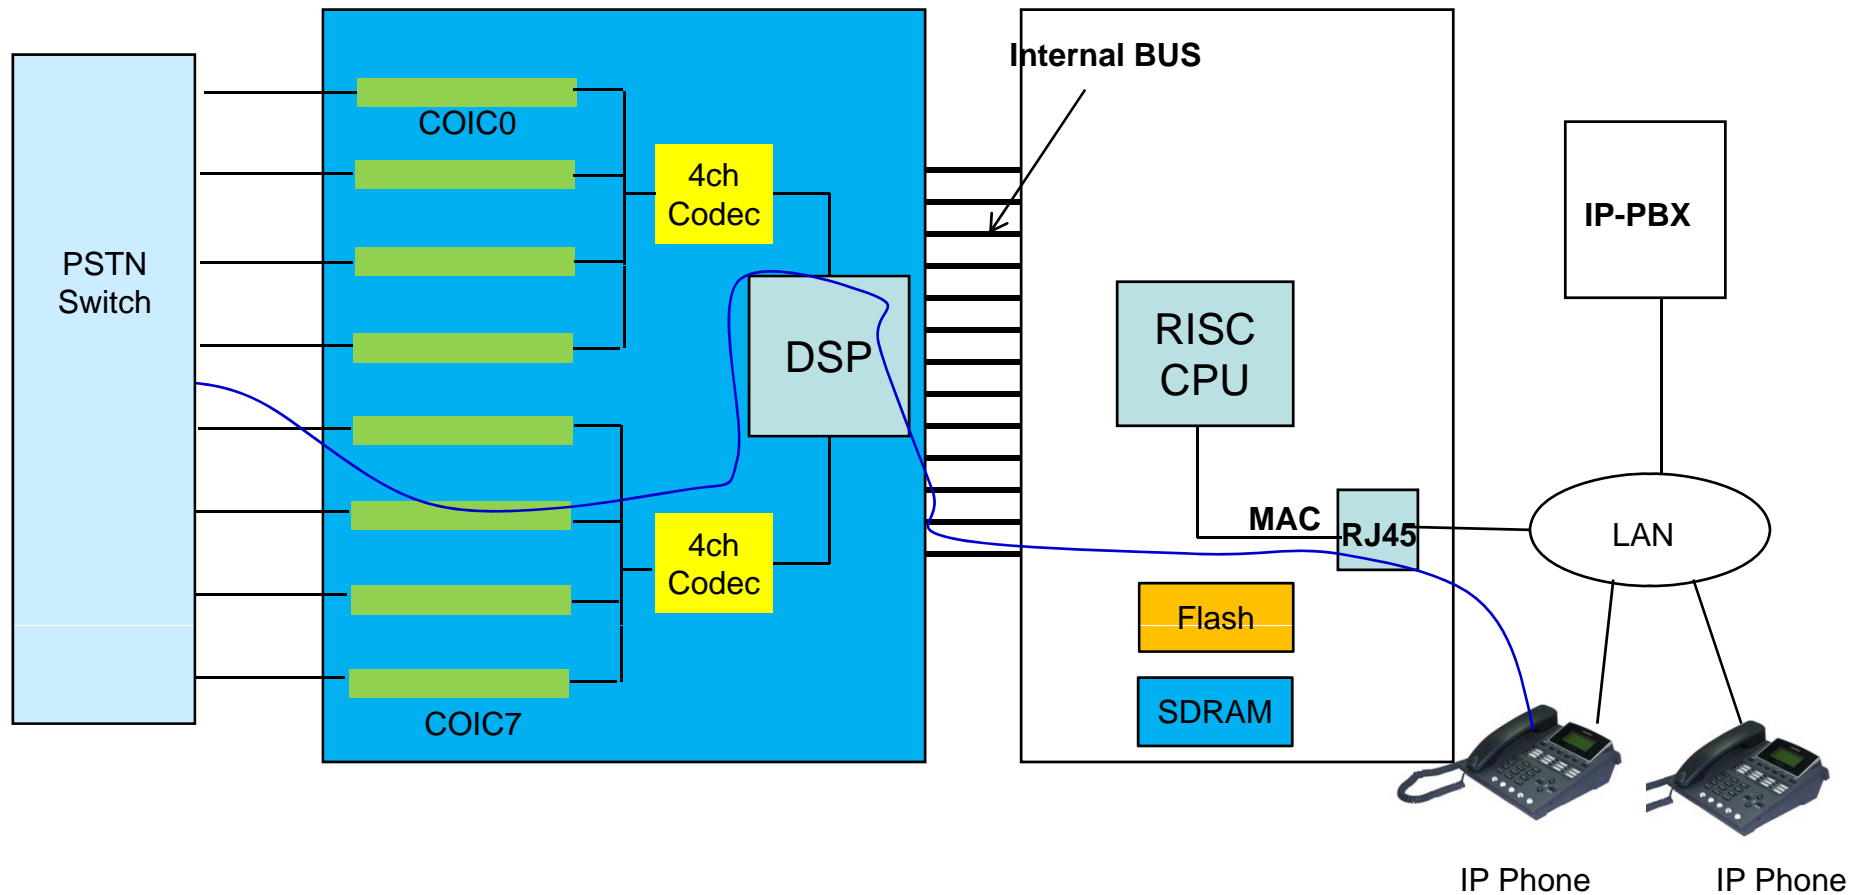 PSTN
Switch
COIC0
4ch
Codec
DSP
4ch
Codec
COIC7
Internal BUS
RISC
CPU
MAC
RJ45
Flash
SDRAM
IP-PBX
LAN
IP Phone
IP Phone